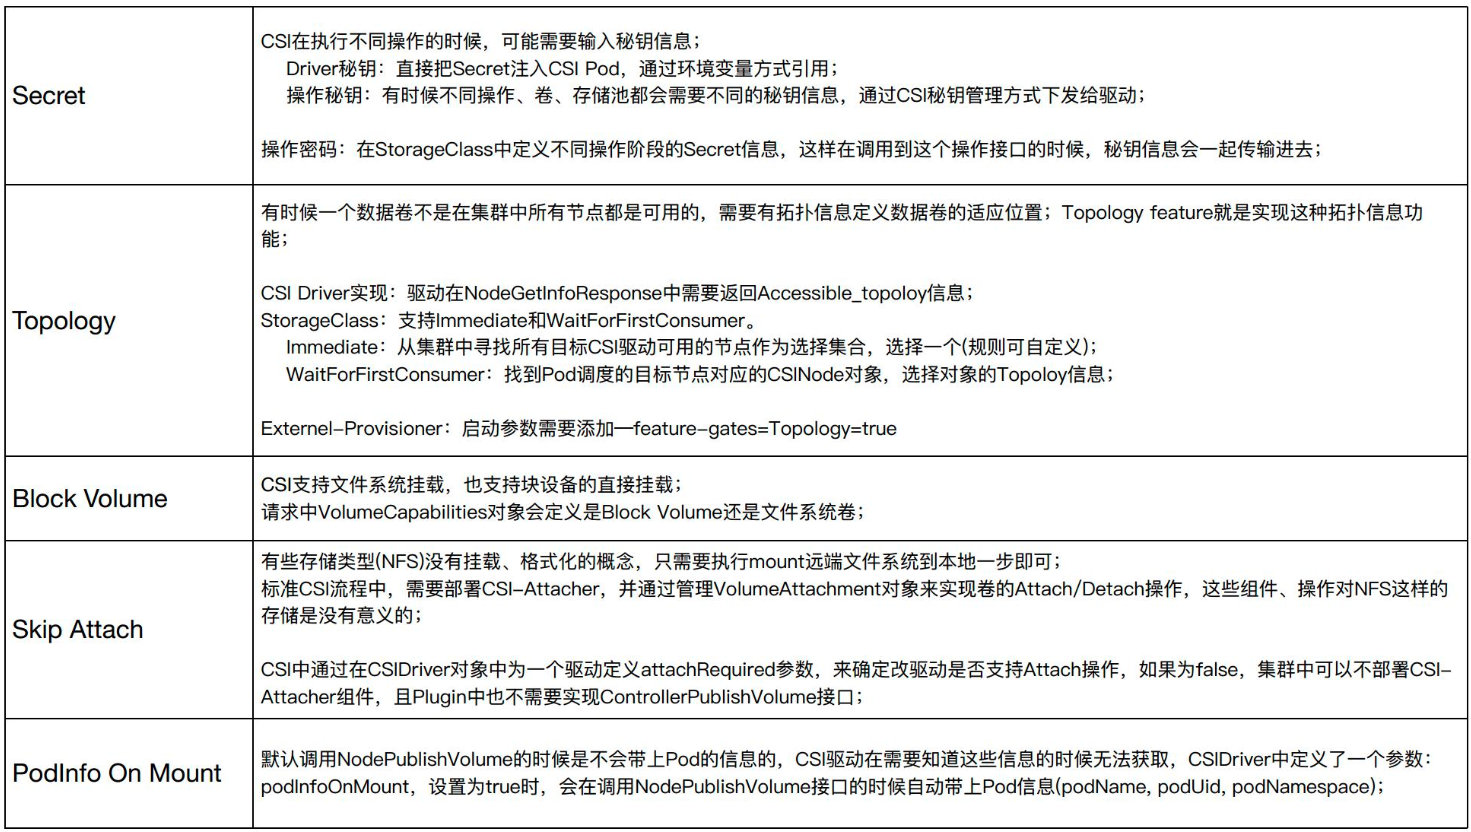 Secret
CSI在执行不同操作的时候，可能需要输入秘钥信息；
Driver秘钥：直接把Secret注入CSI Pod，通过环境变量方式引用；
操作秘钥：有时候不同操作、卷、存储池都会需要不同的秘钥信息，通过CSI秘钥管理方式下发给驱动；
操作密码：在StorageClass中定义不同操作阶段的Secret信息，这样在调用到这个操作接口的时候，秘钥信息会一起传输进去；
Topology
有时候一个数据卷不是在集群中所有节点都是可用的，需要有拓扑信息定义数据卷的适应位置；Topology feature就是实现这种拓扑信息功
能；
CSI Driver实现：驱动在NodeGetInfoResponse中需要返回Accessible_topoloy信息；
StorageClass：支持Immediate和WaitForFirstConsumer。
Immediate：从集群中寻找所有目标CSI驱动可用的节点作为选择集合，选择一个(规则可自定义)；
WaitForFirstConsumer：找到Pod调度的目标节点对应的CSINode对象，选择对象的Topoloy信息；
Externel-Provisioner：启动参数需要添加—feature-gates=Topology=true
Block Volume
CSI支持文件系统挂载，也支持块设备的直接挂载；
请求中VolumeCapabilities对象会定义是Block Volume还是文件系统卷；
Skip Attach
有些存储类型(NFS)没有挂载、格式化的概念，只需要执行mount远端文件系统到本地一步即可；
标准CSI流程中，需要部署CSI-Attacher，并通过管理VolumeAttachment对象来实现卷的Attach/Detach操作，这些组件、操作对NFS这样的
存储是没有意义的；
CSI中通过在CSIDriver对象中为一个驱动定义attachRequired参数，来确定改驱动是否支持Attach操作，如果为false，集群中可以不部署CSI-
Attacher组件，且Plugin中也不需要实现ControllerPublishVolume接口；
PodInfo On Mount
默认调用NodePublishVolume的时候是不会带上Pod的信息的，CSI驱动在需要知道这些信息的时候无法获取，CSIDriver中定义了一个参数：
podInfoOnMount，设置为true时，会在调用NodePublishVolume接口的时候自动带上Pod信息(podName, podUid, podNamespace)；